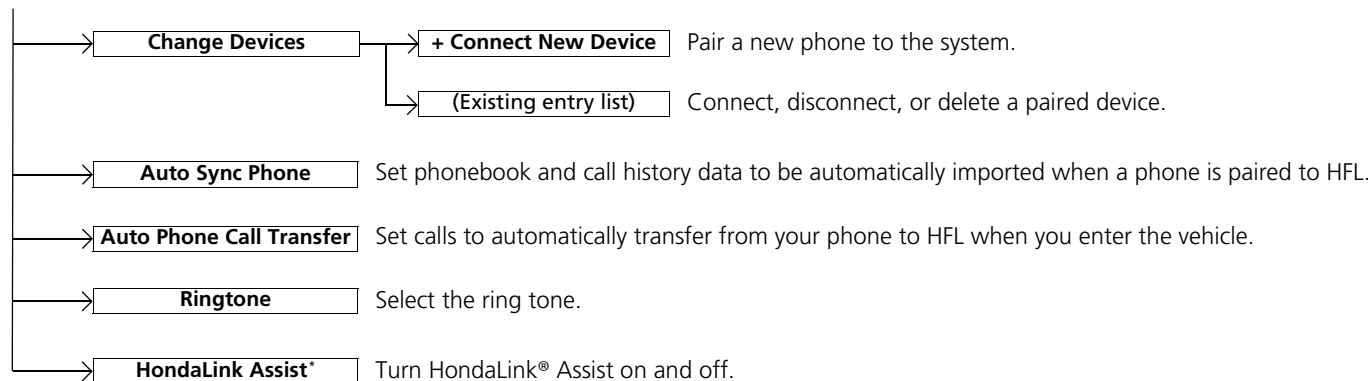 Change Devices + Connect New Device Pair a new phone to the system.
(Existing entry list) Connect, disconnect, or delete a paired device.
Auto Sync Phone Set phonebook and call history data to be automatically imported when a phone is paired to HFL.
Auto Phone Call Transfer Set calls to automatically transfer from your phone to HFL when you enter the vehicle.
Ringtone Select the ring tone.
HondaLink Assist* Turn HondaLink® Assist on and off.